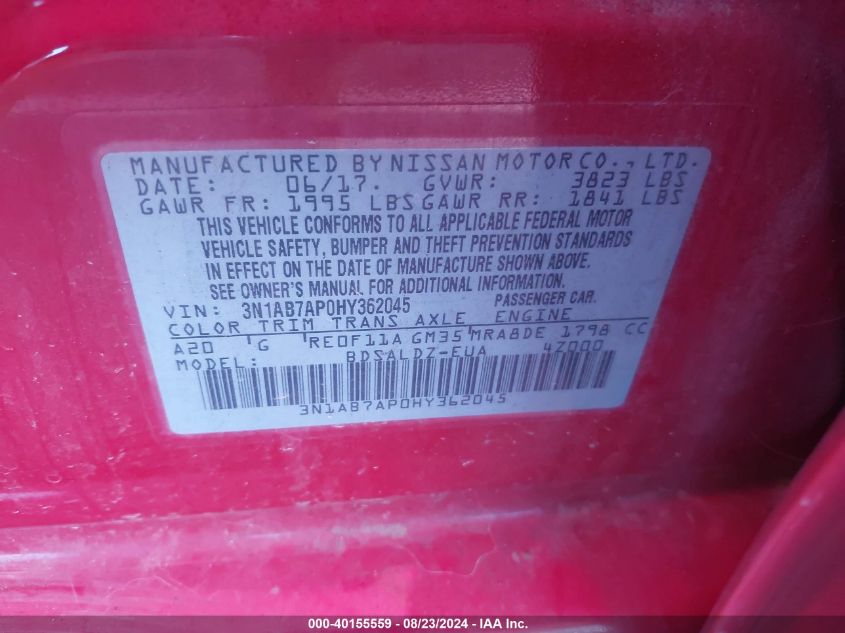 MANUFACTURED BY NISSAN MOTOR CO., LTD.
DATE: 06/17. GVWR: 3823 LBS
GAWR FR: 1995 LBS GAWR RR: 1841 LBS
THIS VEHICLE CONFORMS TO ALL APPLICABLE FEDERAL MOTOR
VEHICLE SAFETY, BUMPER AND THEFT PREVENTION STANDARDS
IN EFFECT ON THE DATE OF MANUFACTURE SHOWN ABOVE.
SEE OWNER'S MANUAL FOR ADDITIONAL INFORMATION.
VIN: 3N1AB7AP0HY362045 PASSENGER CAR.
COLOR TRIM TRANS AXLE ENGINE
A20 G RE0F11A GM35 MRA8DE 1798 CC
MODEL: BDSALDZ-EUA 4Z000
3N1AB7AP0HY362045
000-40155559 - 08/23/2024 - IAA Inc.